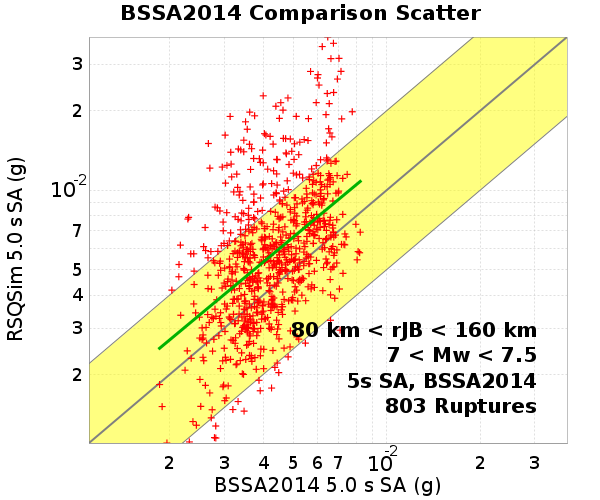 BSSA2014 Comparison Scatter
RSQSim 5.0 s SA (g)
3
2
10-2
7
5
4
3
2
80 km < rJB < 160 km
7 < Mw < 7.5
5s SA, BSSA2014
803 Ruptures
2 3 4 5 6 7 10-2 2 3
BSSA2014 5.0 s SA (g)